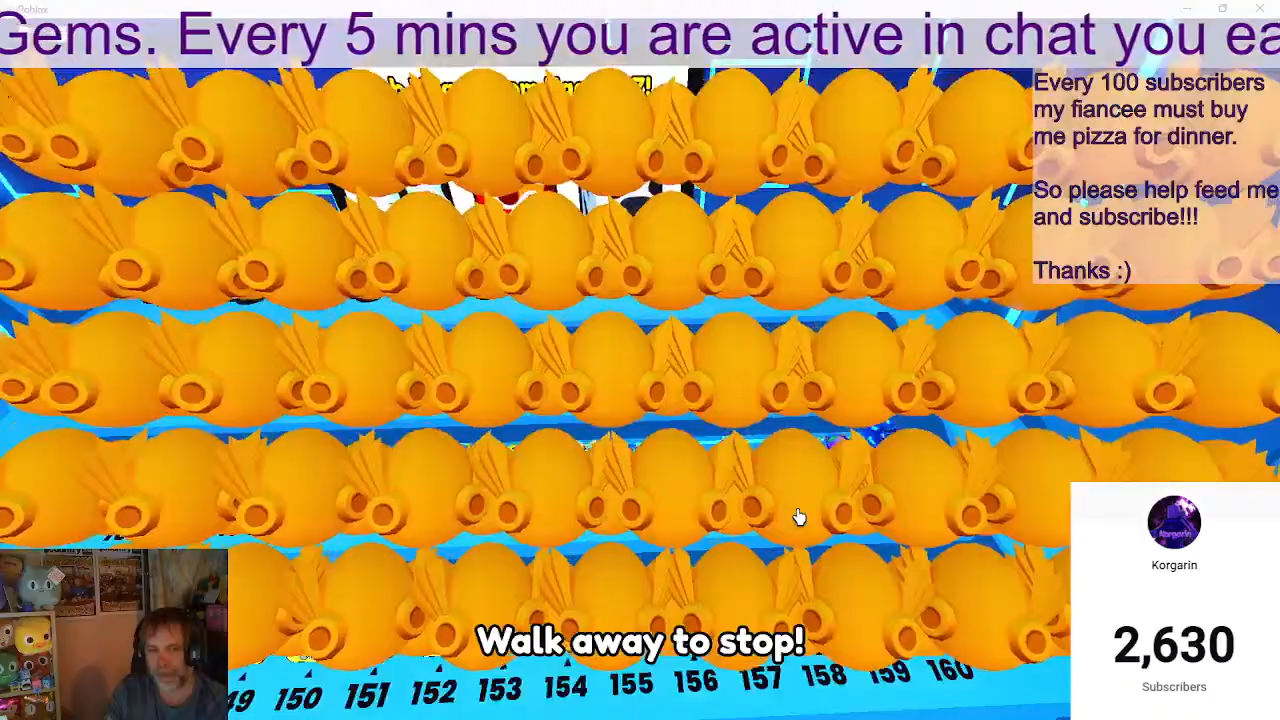 Gems. Every 5 mins you are active in chat you ea
Every 100 subscribers
my fiancee must buy
me pizza for dinner.
So please help feed me
and subscribe!!!
Thanks :)
Korgarin
2,630
Subscribers
Walk away to stop!
49 150 151 152 153 154 155 156 157 158 159 160